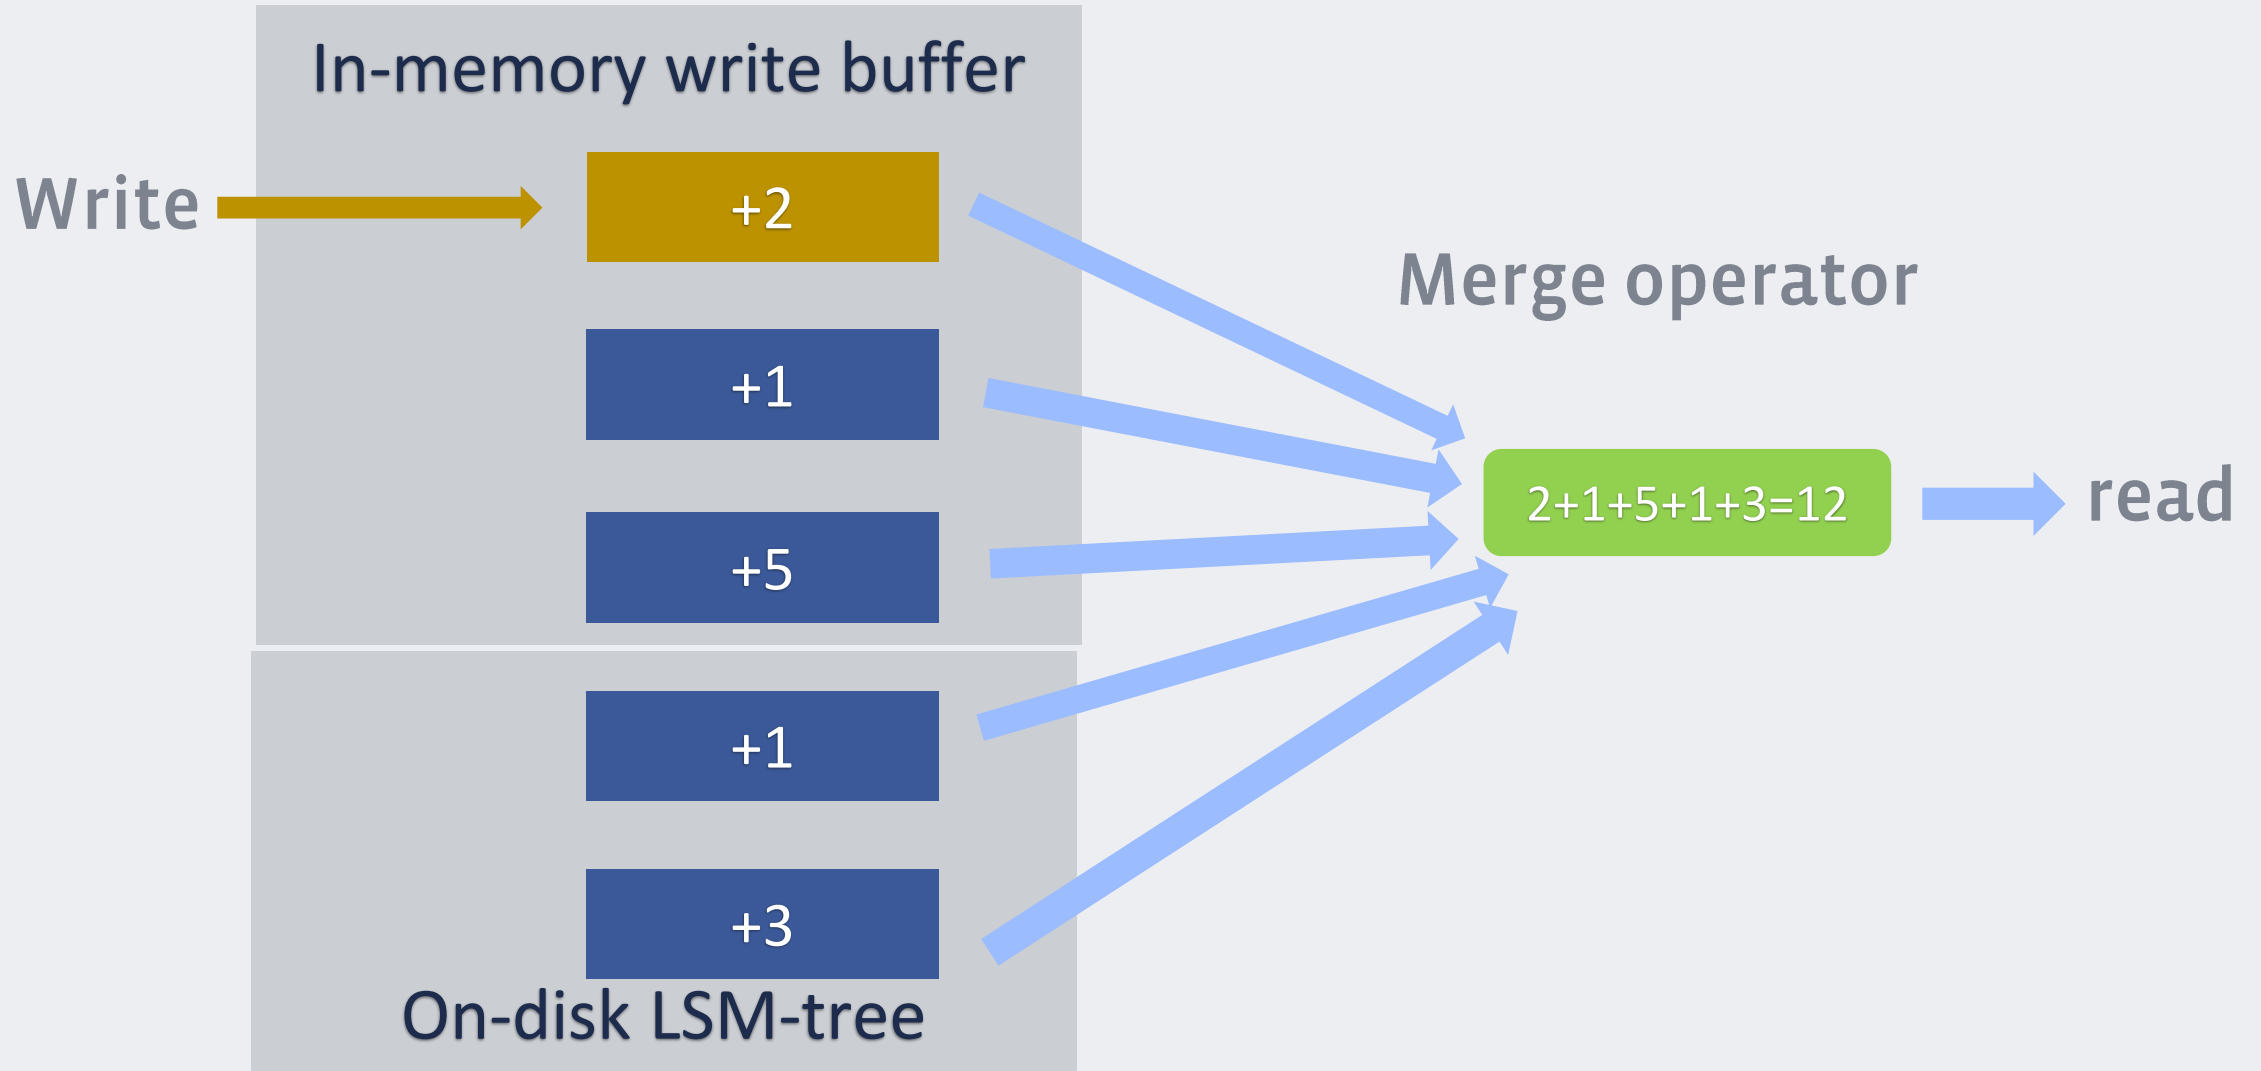 In-memory write buffer
Write
+2
+1
+5
+1
+3
On-disk LSM-tree
Merge operator
2+1+5+1+3=12
read